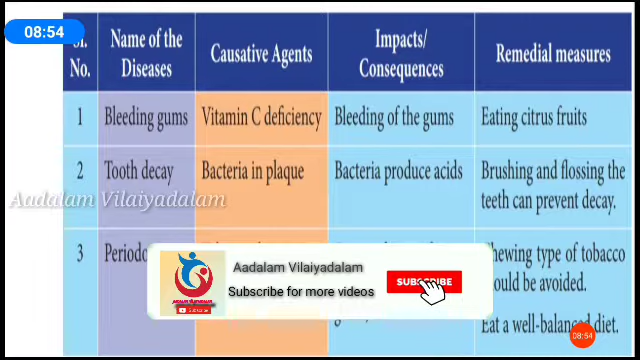 08:54
Sl. Name of the Causative Agents Impacts/ Remedial measures
No. Diseases Consequences
1 Bleeding gums Vitamin C deficiency Bleeding of the gums Eating citrus fruits
2 Tooth decay Bacteria in plaque Bacteria produce acids Brushing and flossing the
teeth can prevent decay.
Aadalam Vilaiyadalam
3 Chewing type of tobacco
should be avoided.
Aadalam Vilaiyadalam
Subscribe for more videos
SUBSCRIBE
Eat a well-balanced diet.
08:54